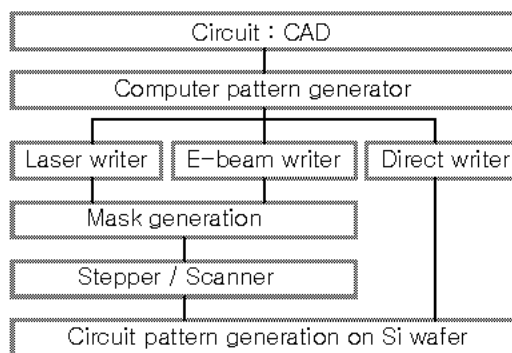 Circuit : CAD
Computer pattern generator
Laser writer
E-beam writer
Direct writer
Mask generation
Stepper / Scanner
Circuit pattern generation on Si wafer